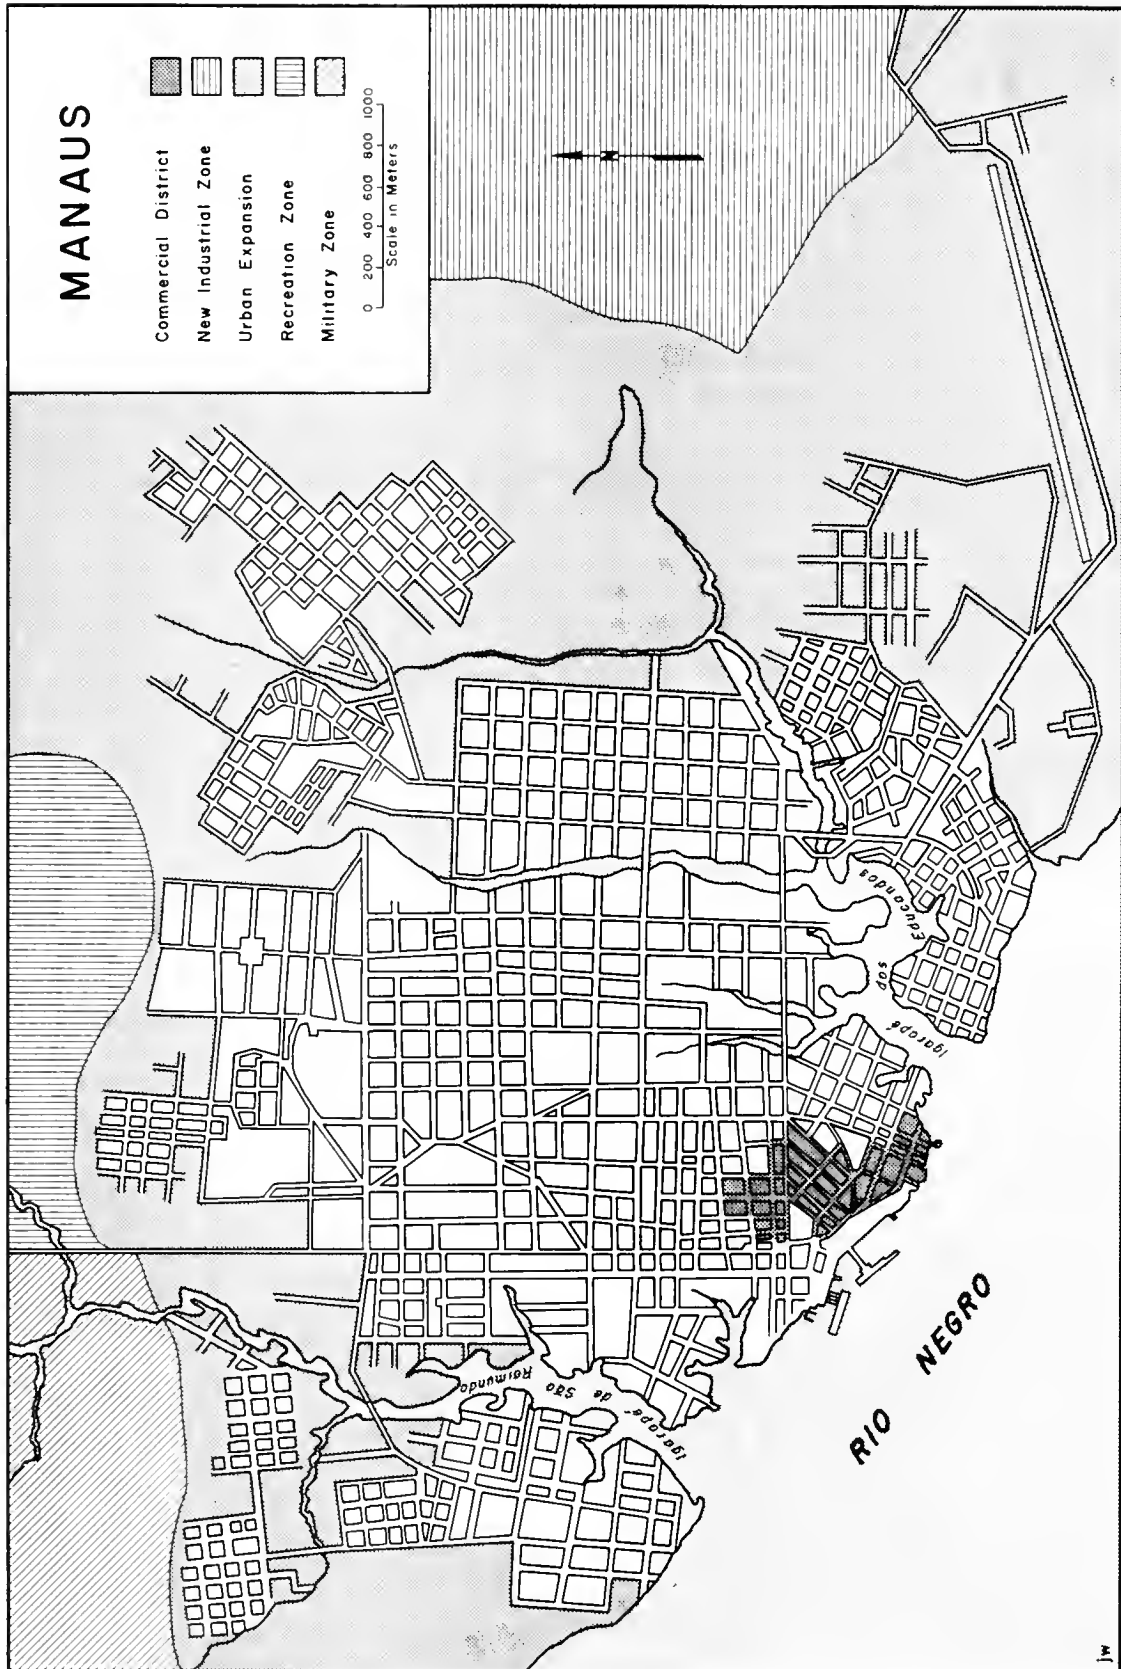 MANAUS
Commercial District
New Industrial Zone
Urban Expansion
Recreation Zone
Military Zone
0 200 400 600 800 1000
Scale in Meters
N
Igarapé de São Raimundo
Igarapé dos Educandos
RIO NEGRO
jw